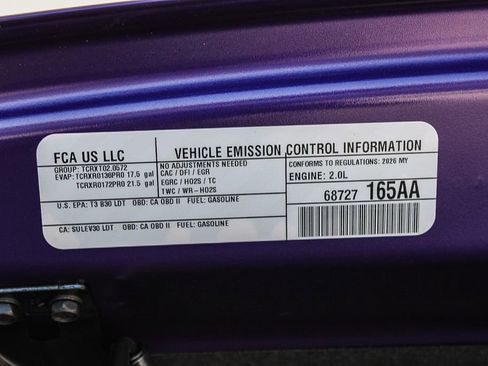 FCA US LLC
VEHICLE EMISSION CONTROL INFORMATION
GROUP: TCRXT02.0572
EVAP: TCRXR0136PR0 17.5 gal
TCRXR0172PR0 21.5 gal
NO ADJUSTMENTS NEEDED
CAC / DFI / EGR
EGRC / HO2S / TC
TWC / WR-HO2S
CONFORMS TO REGULATIONS: 2026 MY
ENGINE: 2.0L
68727 165AA
U.S. EPA: T3 B30 LDT OBD: CA OBD II FUEL: GASOLINE
CA: SULEV30 LDT OBD: CA OBD II FUEL: GASOLINE